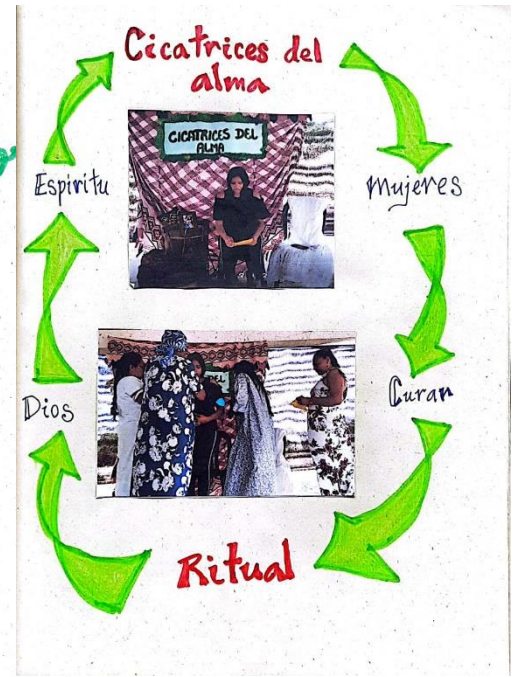 Cicatrices del
alma
CICATRICES DEL
ALMA
Espiritu
Mujeres
Dios
Curan
Ritual